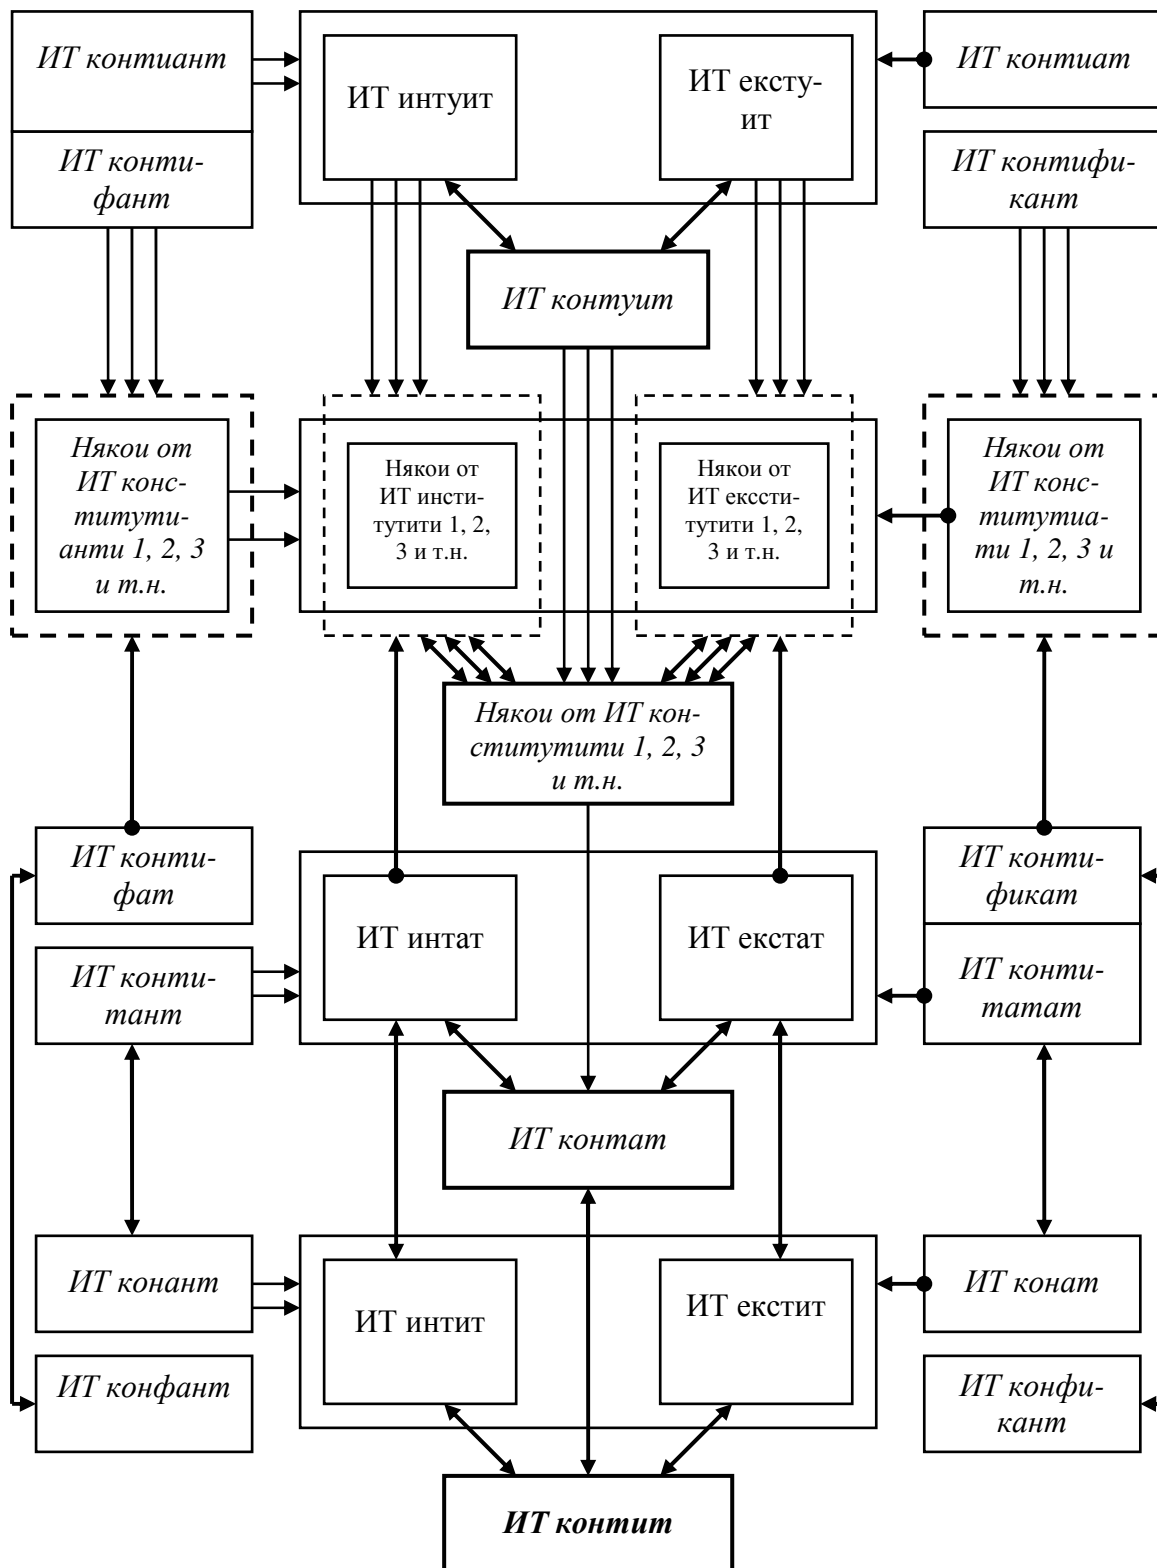 ИТ контиант
ИТ интуит
ИТ ексту-
ит
ИТ контиат
ИТ конти-
фант
ИТ контифи-
кант
ИТ контуит
Някои от
ИТ конс-
титути-
анти 1, 2, 3
и т.н.
Някои от
ИТ инсти-
тутити 1, 2,
3 и т.н.
Някои от
ИТ ексcти-
тутити 1, 2,
3 и т.н.
Някои от
ИТ конс-
титутиа-
ти 1, 2, 3 и
т.н.
Някои от ИТ кон-
ститутити 1, 2, 3
и т.н.
ИТ конти-
фат
ИТ интат
ИТ екстат
ИТ конти-
фикат
ИТ конти-
тант
ИТ конти-
татат
ИТ контат
ИТ конант
ИТ интит
ИТ екстит
ИТ конат
ИТ конфант
ИТ конфи-
кант
ИТ контит